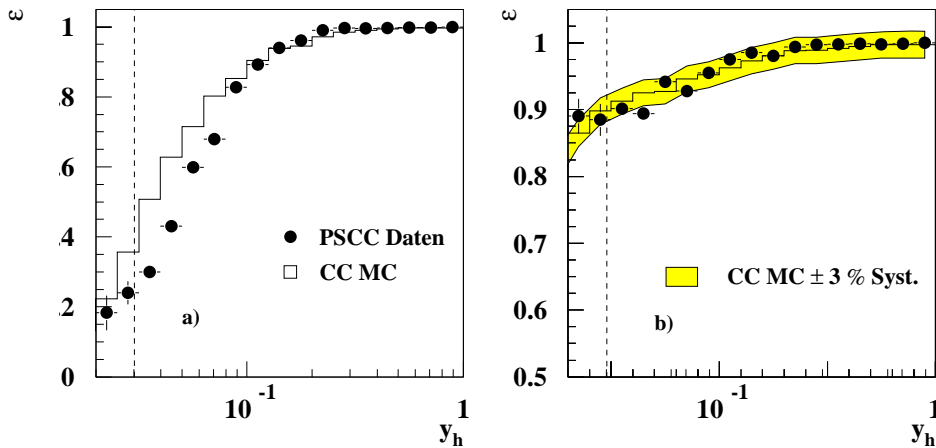 ε
1
.8
.6
.4
.2
0
PSCC Daten
CC MC
a)
10⁻¹
1
y_h
ε
1
0.9
0.8
0.7
0.6
0.5
CC MC ± 3 % Syst.
b)
10⁻¹
1
y_h